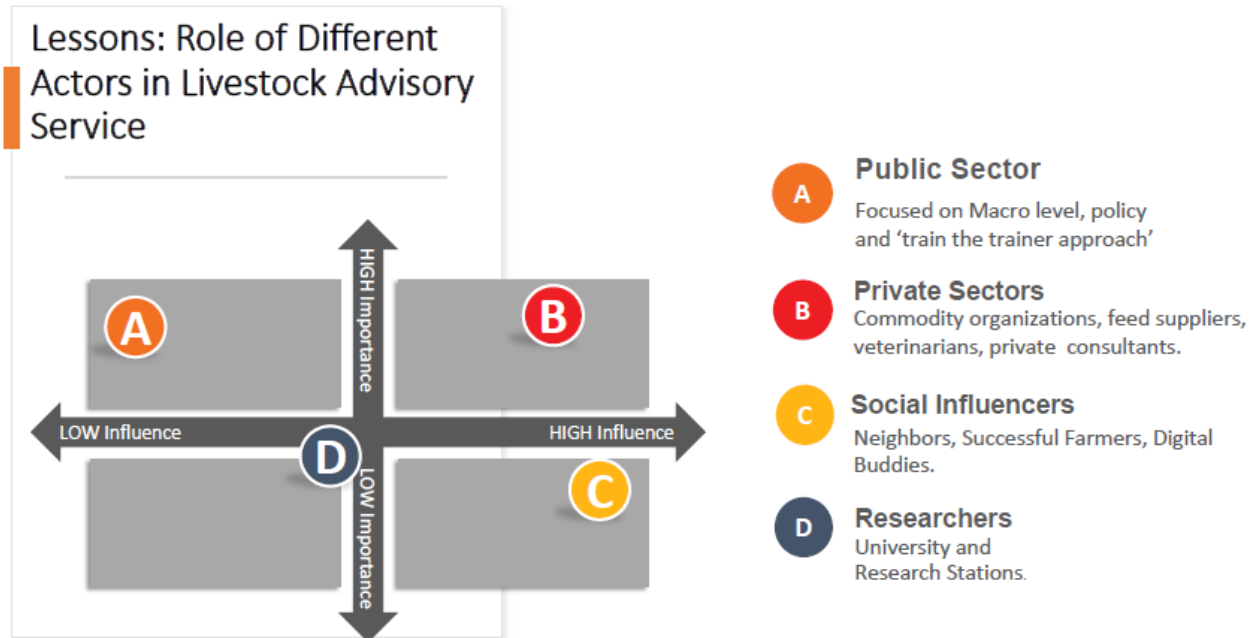 Lessons: Role of Different
Actors in Livestock Advisory
Service
HIGH Importance
A
B
LOW Influence
HIGH Influence
D
LOW Importance
C
A
Public Sector
Focused on Macro level, policy
and ‘train the trainer approach’
B
Private Sectors
Commodity organizations, feed suppliers,
veterinarians, private consultants.
C
Social Influencers
Neighbors, Successful Farmers, Digital
Buddies.
D
Researchers
University and
Research Stations.